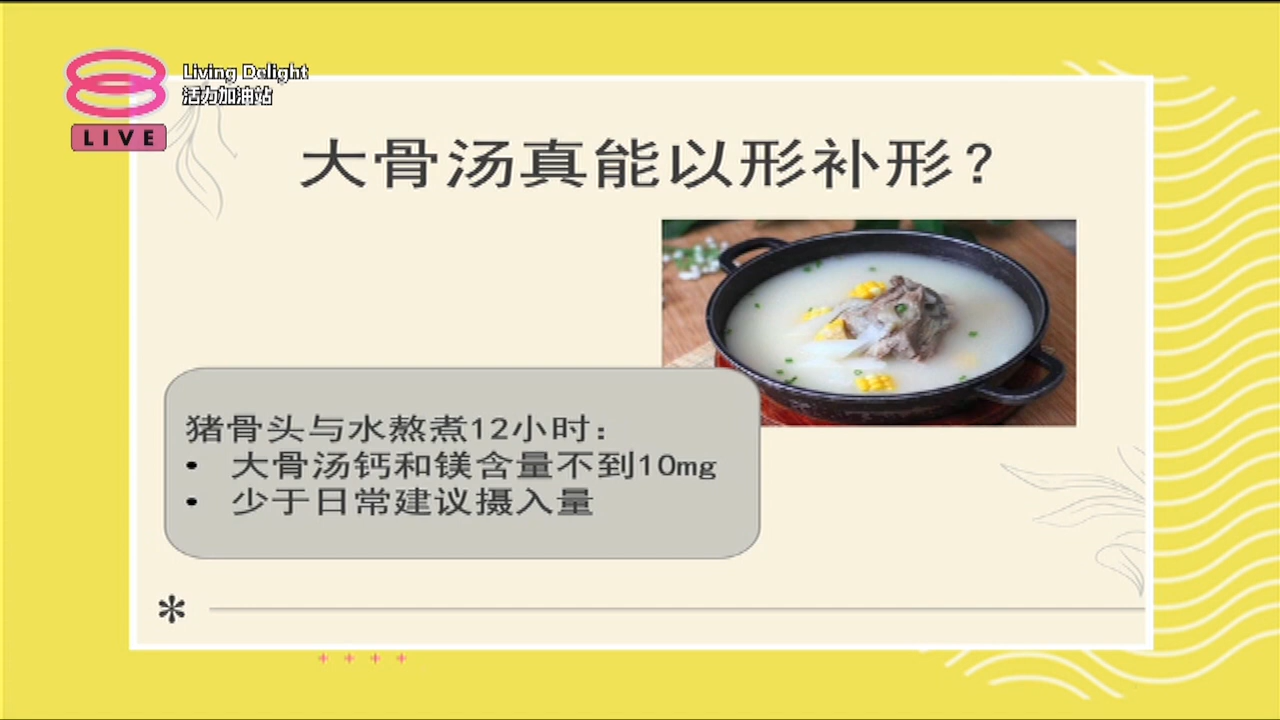 Living Delight
活力加油站
LIVE
大骨汤真能以形补形？
猪骨头与水熬煮12小时：
• 大骨汤钙和镁含量不到10mg
• 少于日常建议摄入量